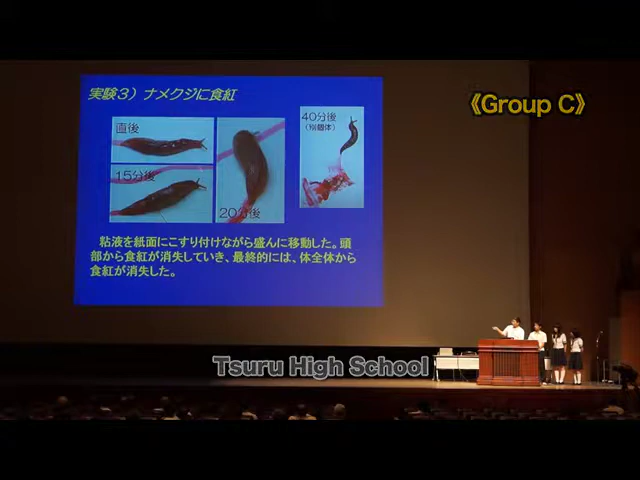 実験3）ナメクジに食紅
《Group C》
直後
15分後
20分後
40分後
（別個体）
粘液を紙面にこすり付けながら盛んに移動した。頭
部から食紅が消失していき、最終的には、体全体から
食紅が消失した。
Tsuru High School